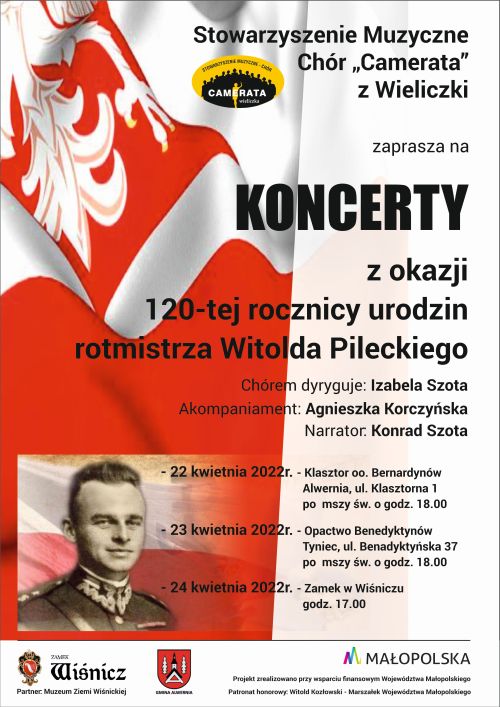 Stowarzyszenie Muzyczne
Chór „Camerata”
z Wieliczki
STOWARZYSZENIE MUZYCZNE - CHÓR
CAMERATA
wieliczka
zaprasza na
KONCERTY
z okazji
120-tej rocznicy urodzin
rotmistrza Witolda Pileckiego
Chórem dyryguje: Izabela Szota
Akompaniament: Agnieszka Korczyńska
Narrator: Konrad Szota
- 22 kwietnia 2022r. - Klasztor oo. Bernardynów
Alwernia, ul. Klasztorna 1
po mszy św. o godz. 18.00
- 23 kwietnia 2022r. - Opactwo Benedyktynów
Tyniec, ul. Benadyktyńska 37
po mszy św. o godz. 18.00
- 24 kwietnia 2022r. - Zamek w Wiśniczu
godz. 17.00
ZAMEK
Wiśnicz
Partner: Muzeum Ziemi Wiśnickiej
GMINA ALWERNIA
MAŁOPOLSKA
Projekt zrealizowano przy wsparciu finansowym Województwa Małopolskiego
Patronat honorowy: Witold Kozłowski - Marszałek Województwa Małopolskiego